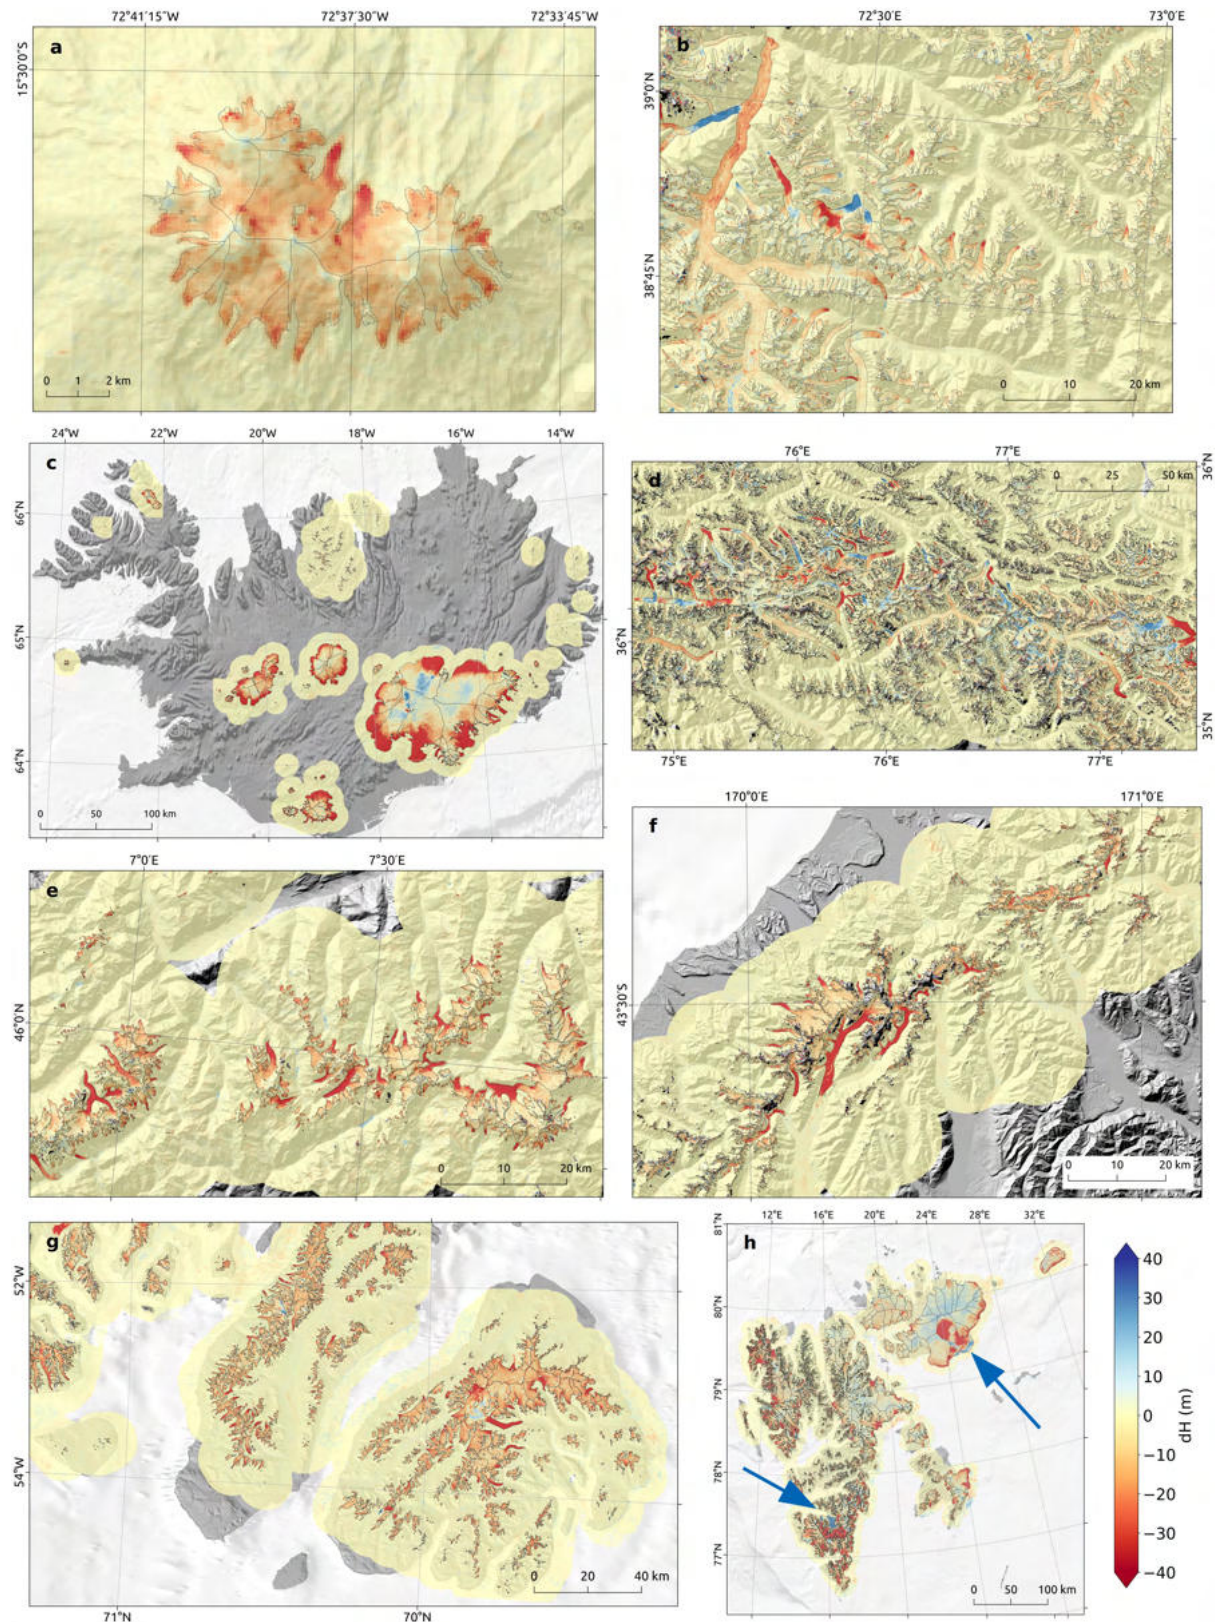 72°41'15"W 72°37'30"W 72°33'45"W
15°30'0"S
a
0 1 2 km
72°30'E 73°0'E
b
39°0'N
38°45'N
0 10 20 km
24°W 22°W 20°W 18°W 16°W 14°W
c
66°N
65°N
64°N
0 50 100 km
76°E 77°E
36°N
d
0 25 50 km
36°N
35°N
75°E 76°E 77°E
7°0'E 7°30'E
e
46°0'N
0 10 20 km
170°0'E 171°0'E
f
43°30'S
0 10 20 km
g
52°W
54°W
0 20 40 km
71°N 70°N
12°E 16°E 20°E 24°E 28°E 32°E
81°N
h
80°N
79°N
78°N
77°N
0 50 100 km
40
30
20
10
0
−10
−20
−30
−40
dH (m)